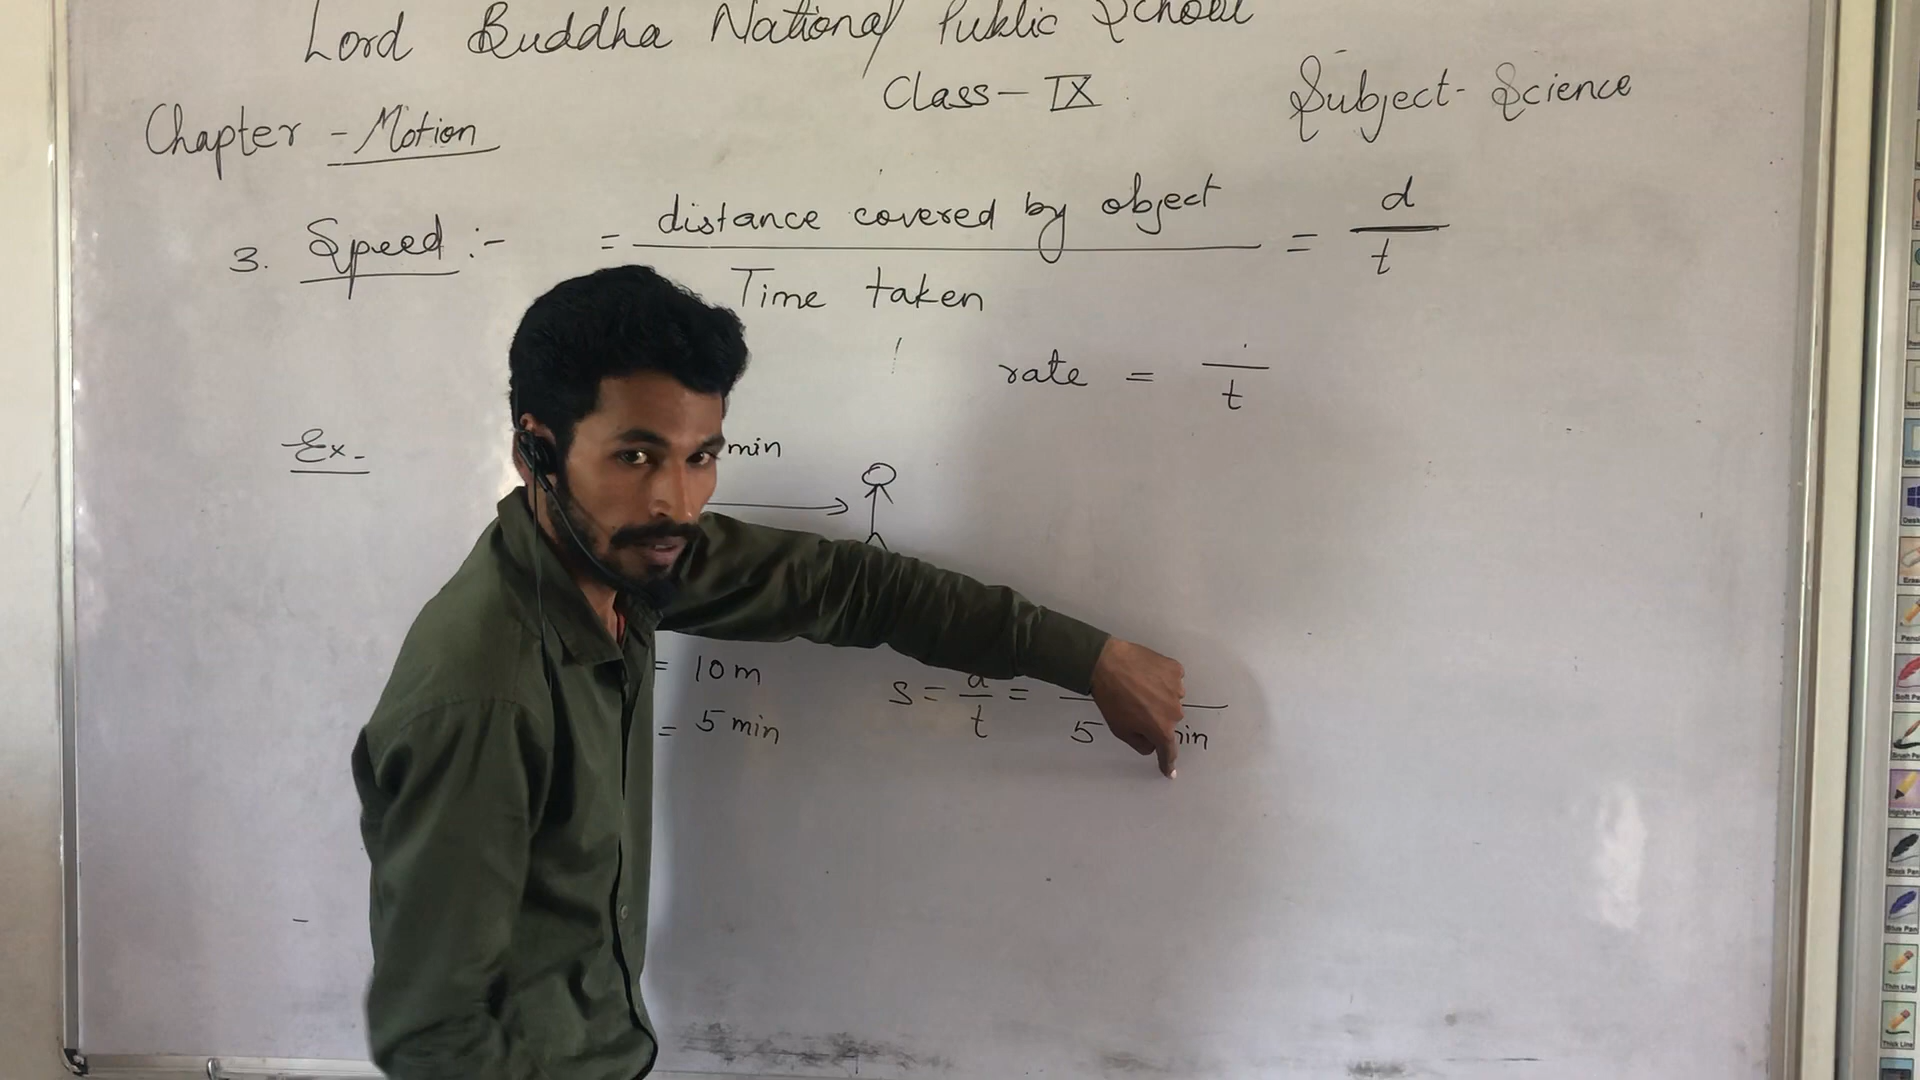 Lord Buddha National Public School
Class - IX
Subject - Science
Chapter - Motion
3. Speed :- = distance covered by object / Time taken = d / t
rate = / t
Ex. -
min
= 10 m
= 5 min
S = d / t =
5